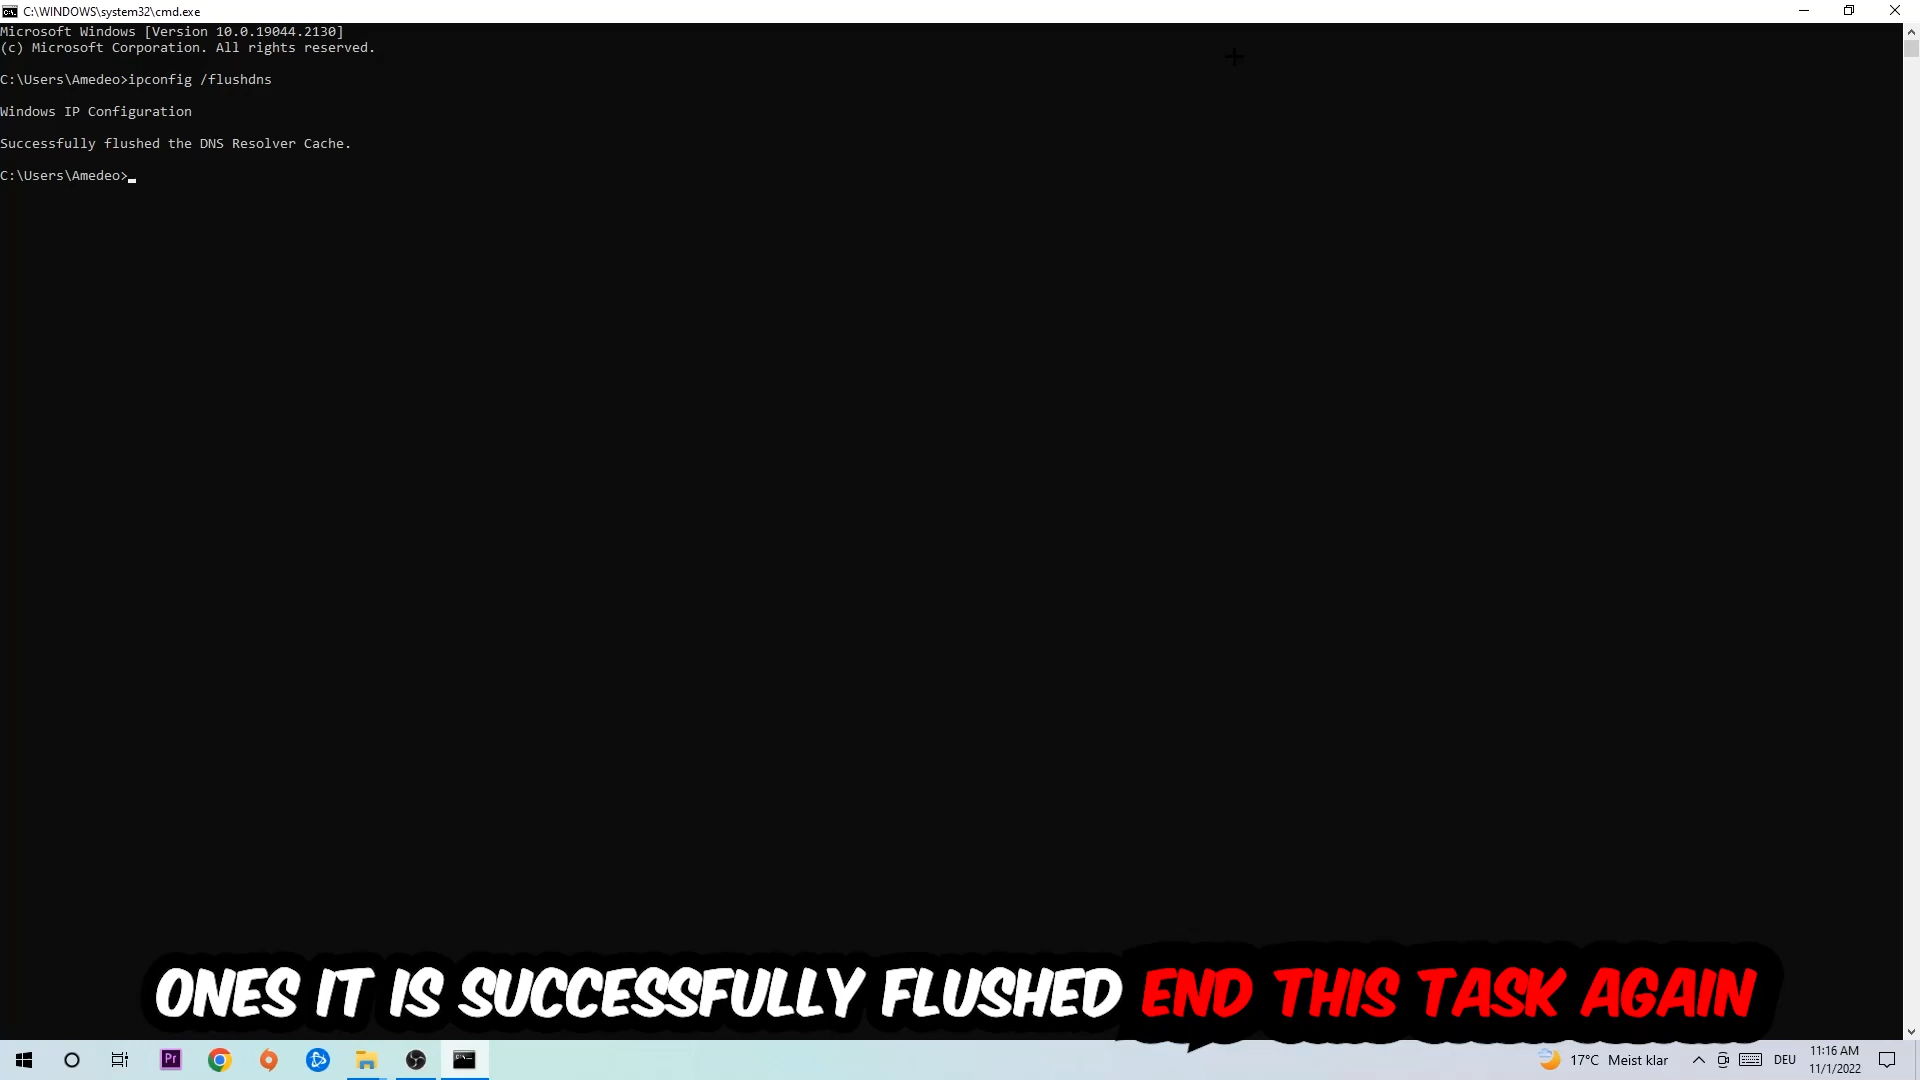 C:\WINDOWS\system32\cmd.exe
Microsoft Windows [Version 10.0.19044.2130]
(c) Microsoft Corporation. All rights reserved.
C:\Users\Amedeo>ipconfig /flushdns
Windows IP Configuration
Successfully flushed the DNS Resolver Cache.
C:\Users\Amedeo>
ONES IT IS SUCCESSFULLY FLUSHED END THIS TASK AGAIN
Pr
17°C Meist klar
DEU
11:16 AM
11/1/2022